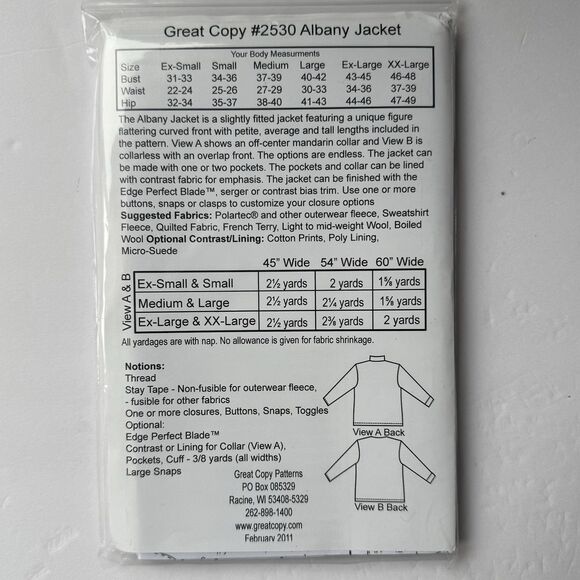 Great Copy #2530 Albany Jacket
Your Body Measurments
Size Ex-Small Small Medium Large Ex-Large XX-Large
Bust 31-33 34-36 37-39 40-42 43-45 46-48
Waist 22-24 25-26 27-29 30-33 34-36 37-39
Hip 32-34 35-37 38-40 41-43 44-46 47-49
The Albany Jacket is a slightly fitted jacket featuring a unique figure
flattering curved front with petite, average and tall lengths included in
the pattern. View A shows an off-center mandarin collar and View B is
collarless with an overlap front. The options are endless. The jacket can
be made with one or two pockets. The pockets and collar can be lined
with contrast fabric for emphasis. The jacket can be finished with the
Edge Perfect Blade™, serger or contrast bias trim. Use one or more
buttons, snaps or clasps to customize your closure options
Suggested Fabrics: Polartec® and other outerwear fleece, Sweatshirt
Fleece, Quilted Fabric, French Terry, Light to mid-weight Wool, Boiled
Wool Optional Contrast/Lining: Cotton Prints, Poly Lining,
Micro-Suede
45" Wide 54" Wide 60" Wide
View A & B
Ex-Small & Small 2½ yards 2 yards 1⅝ yards
Medium & Large 2½ yards 2¼ yards 1⅝ yards
Ex-Large & XX-Large 2½ yards 2⅜ yards 2 yards
All yardages are with nap. No allowance is given for fabric shrinkage.
Notions:
Thread
Stay Tape - Non-fusible for outerwear fleece,
- fusible for other fabrics
One or more closures, Buttons, Snaps, Toggles
Optional:
Edge Perfect Blade™
Contrast or Lining for Collar (View A),
Pockets, Cuff - 3/8 yards (all widths)
Large Snaps
View A Back
View B Back
Great Copy Patterns
PO Box 085329
Racine, WI 53408-5329
262-898-1400
www.greatcopy.com
February 2011